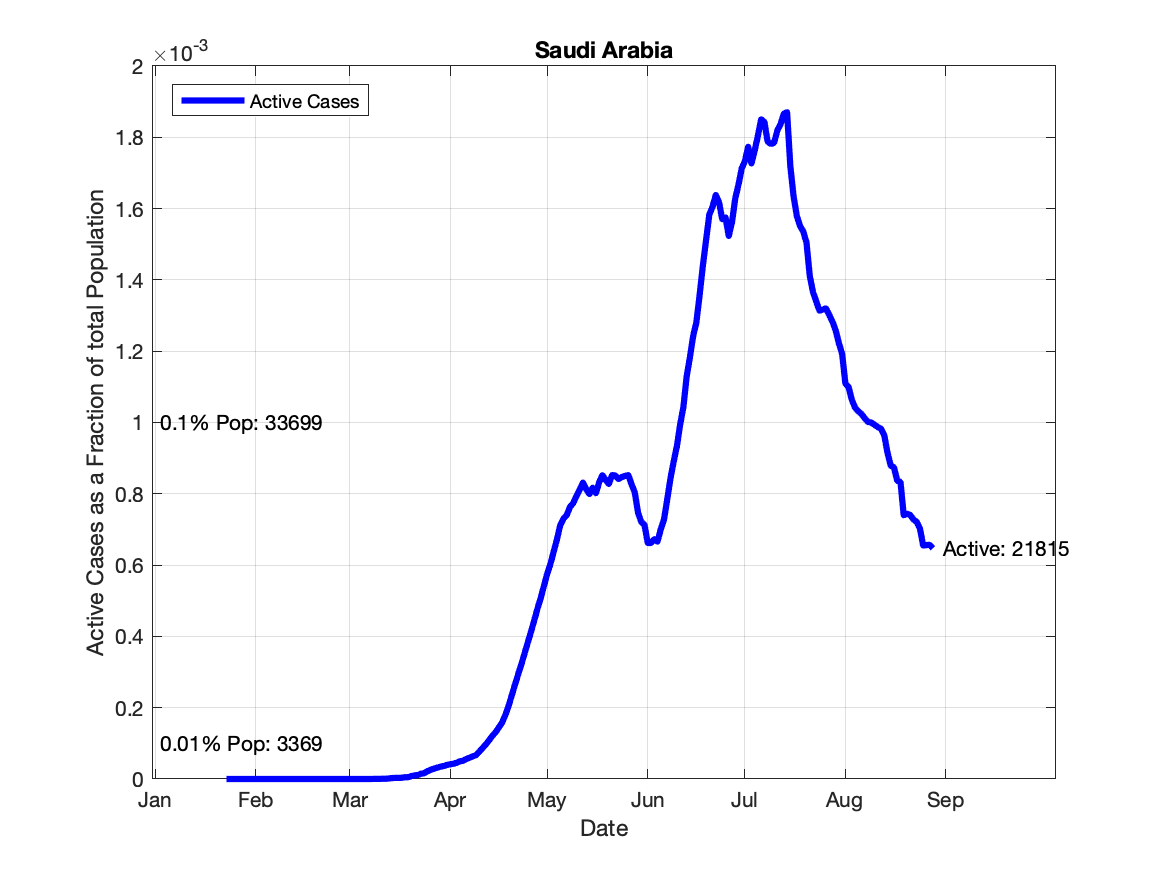 Saudi Arabia
×10-3
Active Cases
2
1.8
1.6
1.4
1.2
1
0.8
0.6
0.4
0.2
0
Active Cases as a Fraction of total Population
0.1% Pop: 33699
0.01% Pop: 3369
Active: 21815
Jan Feb Mar Apr May Jun Jul Aug Sep
Date